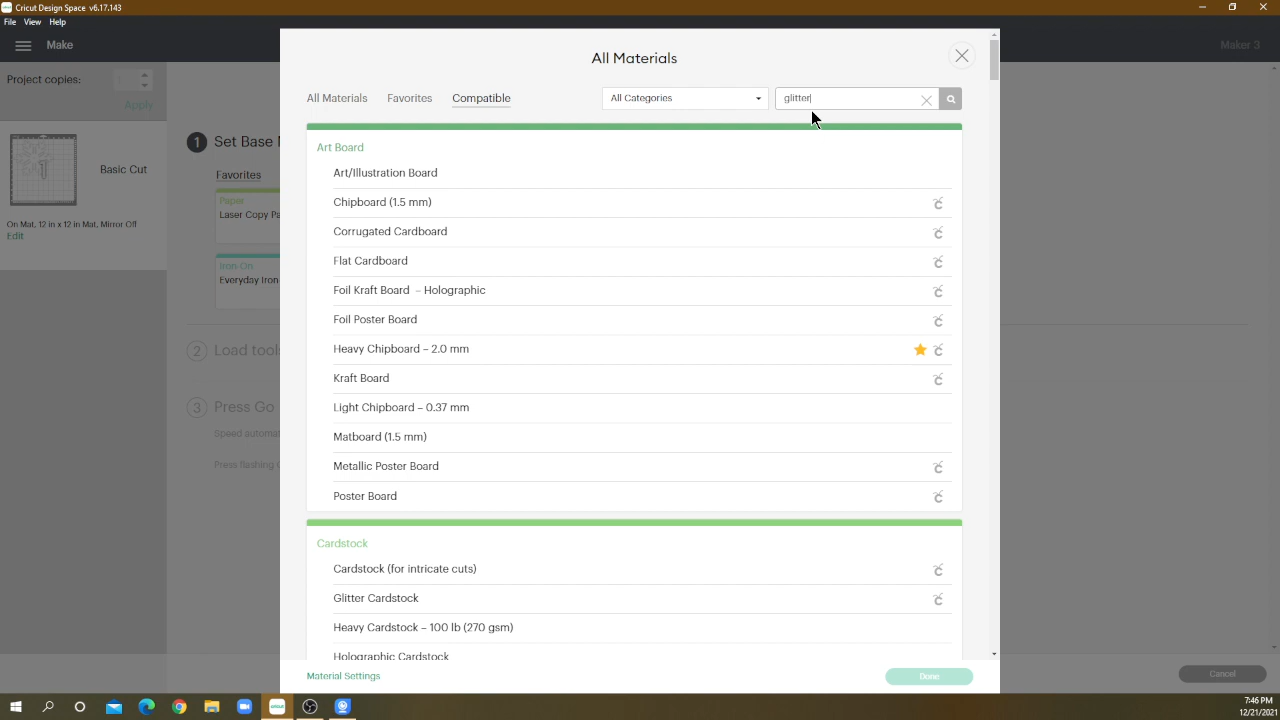 Cricut Design Space v6.17.143
File View Help
Make
Maker 3
Project copies:
1
Apply
Basic Cut
On Mat, 12 in x 12 in Mat, Mirror Off
Edit
1 Set Base
Favorites
Paper
Laser Copy Pa
Iron-On
Everyday Iron
2 Load tools
3 Press Go
Speed automat
Press flashing
All Materials
All Materials Favorites Compatible All Categories glitter
Art Board
Art/Illustration Board
Chipboard (1.5 mm)
Corrugated Cardboard
Flat Cardboard
Foil Kraft Board – Holographic
Foil Poster Board
Heavy Chipboard – 2.0 mm
Kraft Board
Light Chipboard – 0.37 mm
Matboard (1.5 mm)
Metallic Poster Board
Poster Board
Cardstock
Cardstock (for intricate cuts)
Glitter Cardstock
Heavy Cardstock – 100 lb (270 gsm)
Holographic Cardstock
Material Settings
Done
Cancel
7:46 PM
12/21/2021